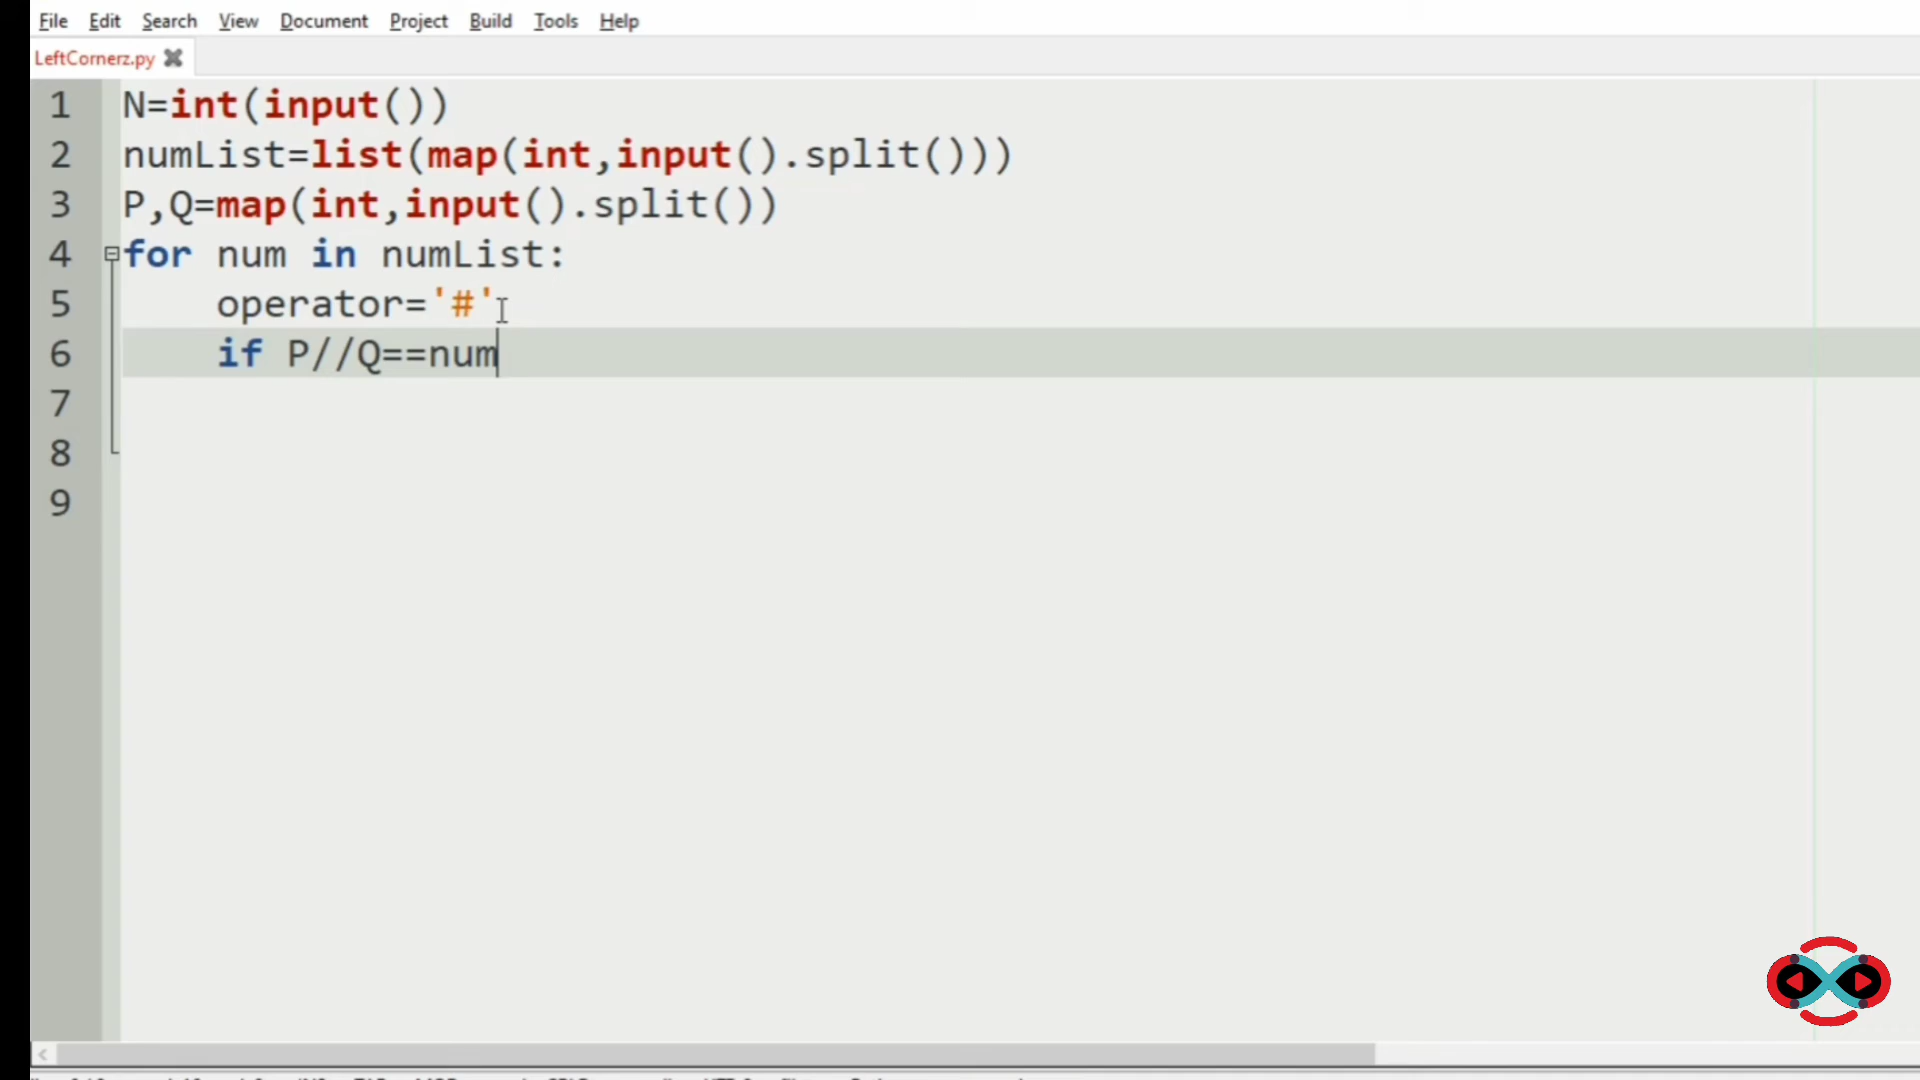 File Edit Search View Document Project Build Tools Help
LeftCornerz.py
1 N=int(input())
2 numList=list(map(int,input().split()))
3 P,Q=map(int,input().split())
4 for num in numList:
5 operator='#'
6 if P//Q==num
7
8
9